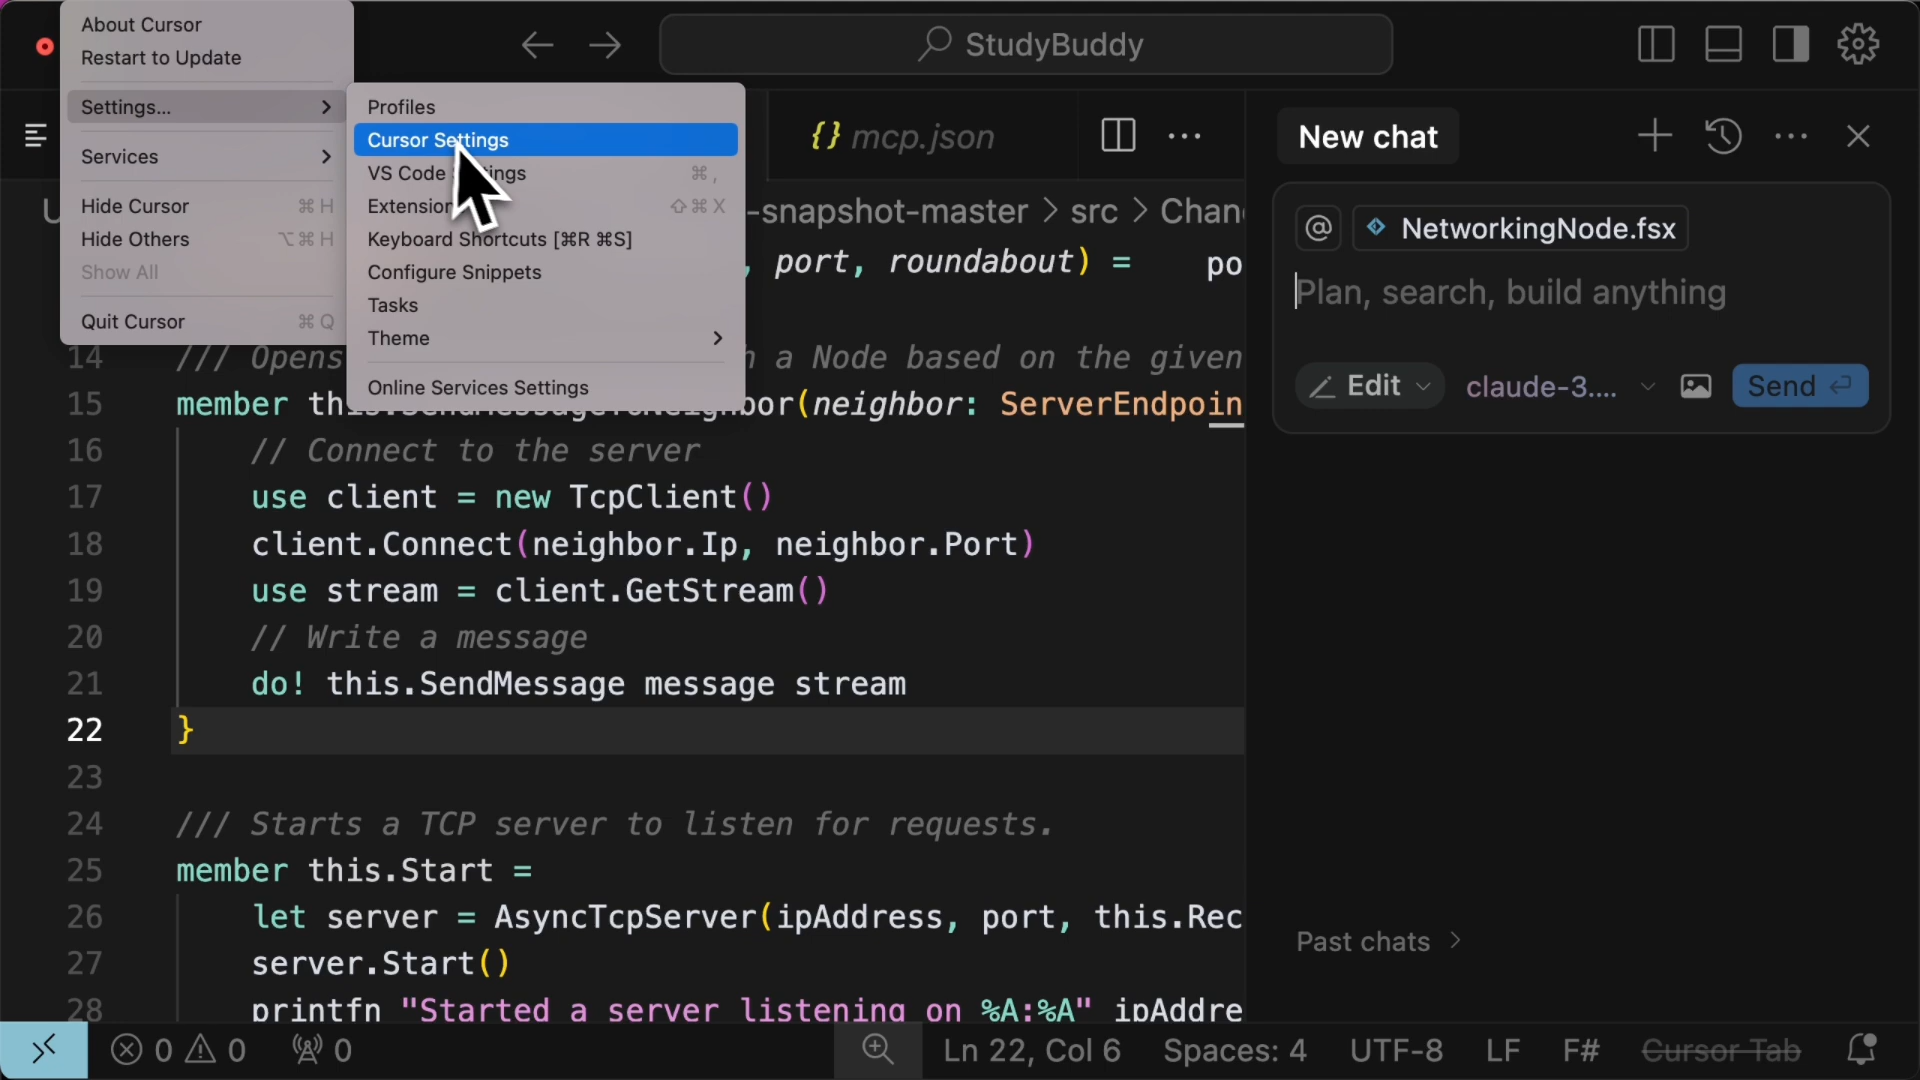 About Cursor
Restart to Update
Settings...
Services
Hide Cursor ⌘ H
Hide Others ⌥ ⌘ H
Show All
Quit Cursor ⌘ Q
Profiles
Cursor Settings
VS Code ⌘ ,
⇧ ⌘ X
Keyboard Shortcuts [⌘R ⌘S]
Configure Snippets
Tasks
Theme
Online Services Settings
StudyBuddy
{} mcp.json
-snapshot-master > src >
, port, roundabout) =
14 /// Opens a Node based on the given
15 member (neighbor: ServerEndpoin
16 // Connect to the server
17 use client = new TcpClient()
18 client.Connect(neighbor.Ip, neighbor.Port)
19 use stream = client.GetStream()
20 // Write a message
21 do! this.SendMessage message stream
22 }
23
24 /// Starts a TCP server to listen for requests.
25 member this.Start =
26 let server = AsyncTcpServer(ipAddress, port, this.Rec
27 server.Start()
28 printfn "Started a server listening on %A:%A" ipAddre
New chat
@ NetworkingNode.fsx
Plan, search, build anything
Edit claude-3.... Send
Past chats >
0 0 0 Ln 22, Col 6 Spaces: 4 UTF-8 LF F# Cursor Tab